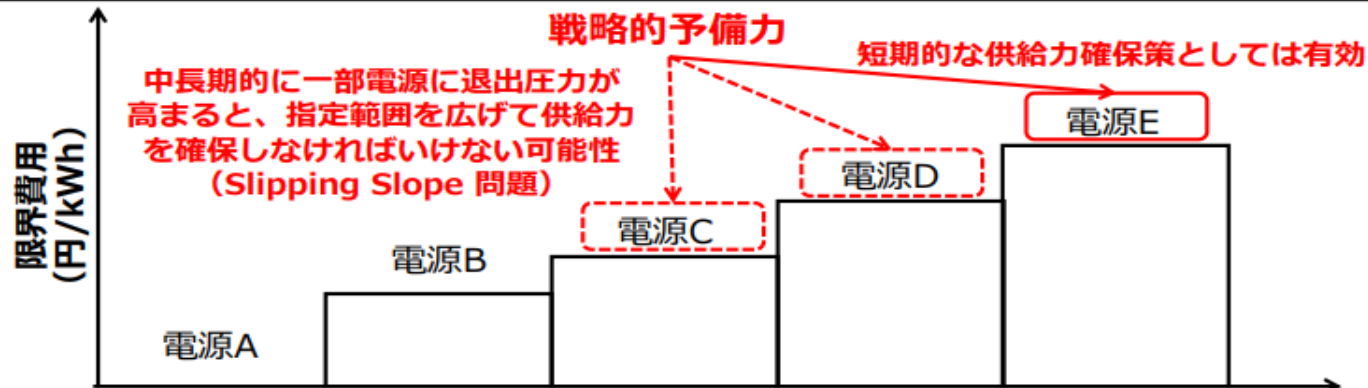 戦略的予備力
短期的な供給力確保策としては有効
中長期的に一部電源に退出圧力が
高まると、指定範囲を広げて供給力
を確保しなければいけない可能性
（Slipping Slope 問題）
限界費用
(円/kWh)
電源A
電源B
電源C
電源D
電源E